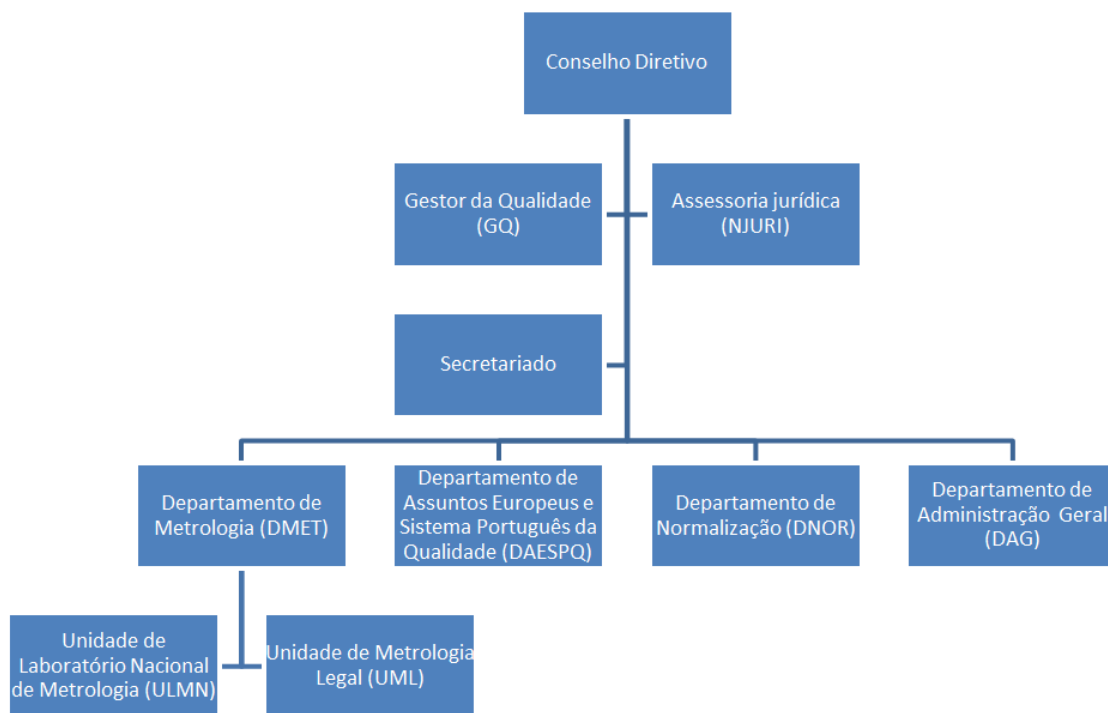 Conselho Diretivo
Gestor da Qualidade
(GQ)
Assessoria jurídica
(NJURI)
Secretariado
Departamento de
Metrologia (DMET)
Departamento de
Assuntos Europeus e
Sistema Português da
Qualidade (DAESPQ)
Departamento de
Normalização (DNOR)
Departamento de
Administração Geral
(DAG)
Unidade de
Laboratório Nacional
de Metrologia (ULMN)
Unidade de Metrologia
Legal (UML)